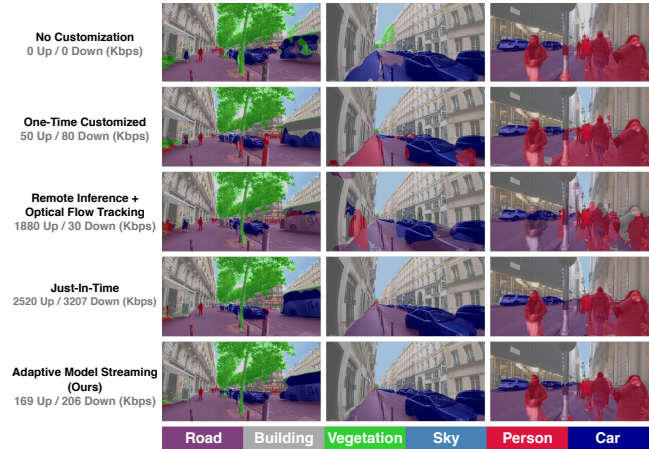 No Customization
0 Up / 0 Down (Kbps)
One-Time Customized
50 Up / 80 Down (Kbps)
Remote Inference +
Optical Flow Tracking
1880 Up / 30 Down (Kbps)
Just-In-Time
2520 Up / 3207 Down (Kbps)
Adaptive Model Streaming
(Ours)
169 Up / 206 Down (Kbps)
Road Building Vegetation Sky Person Car